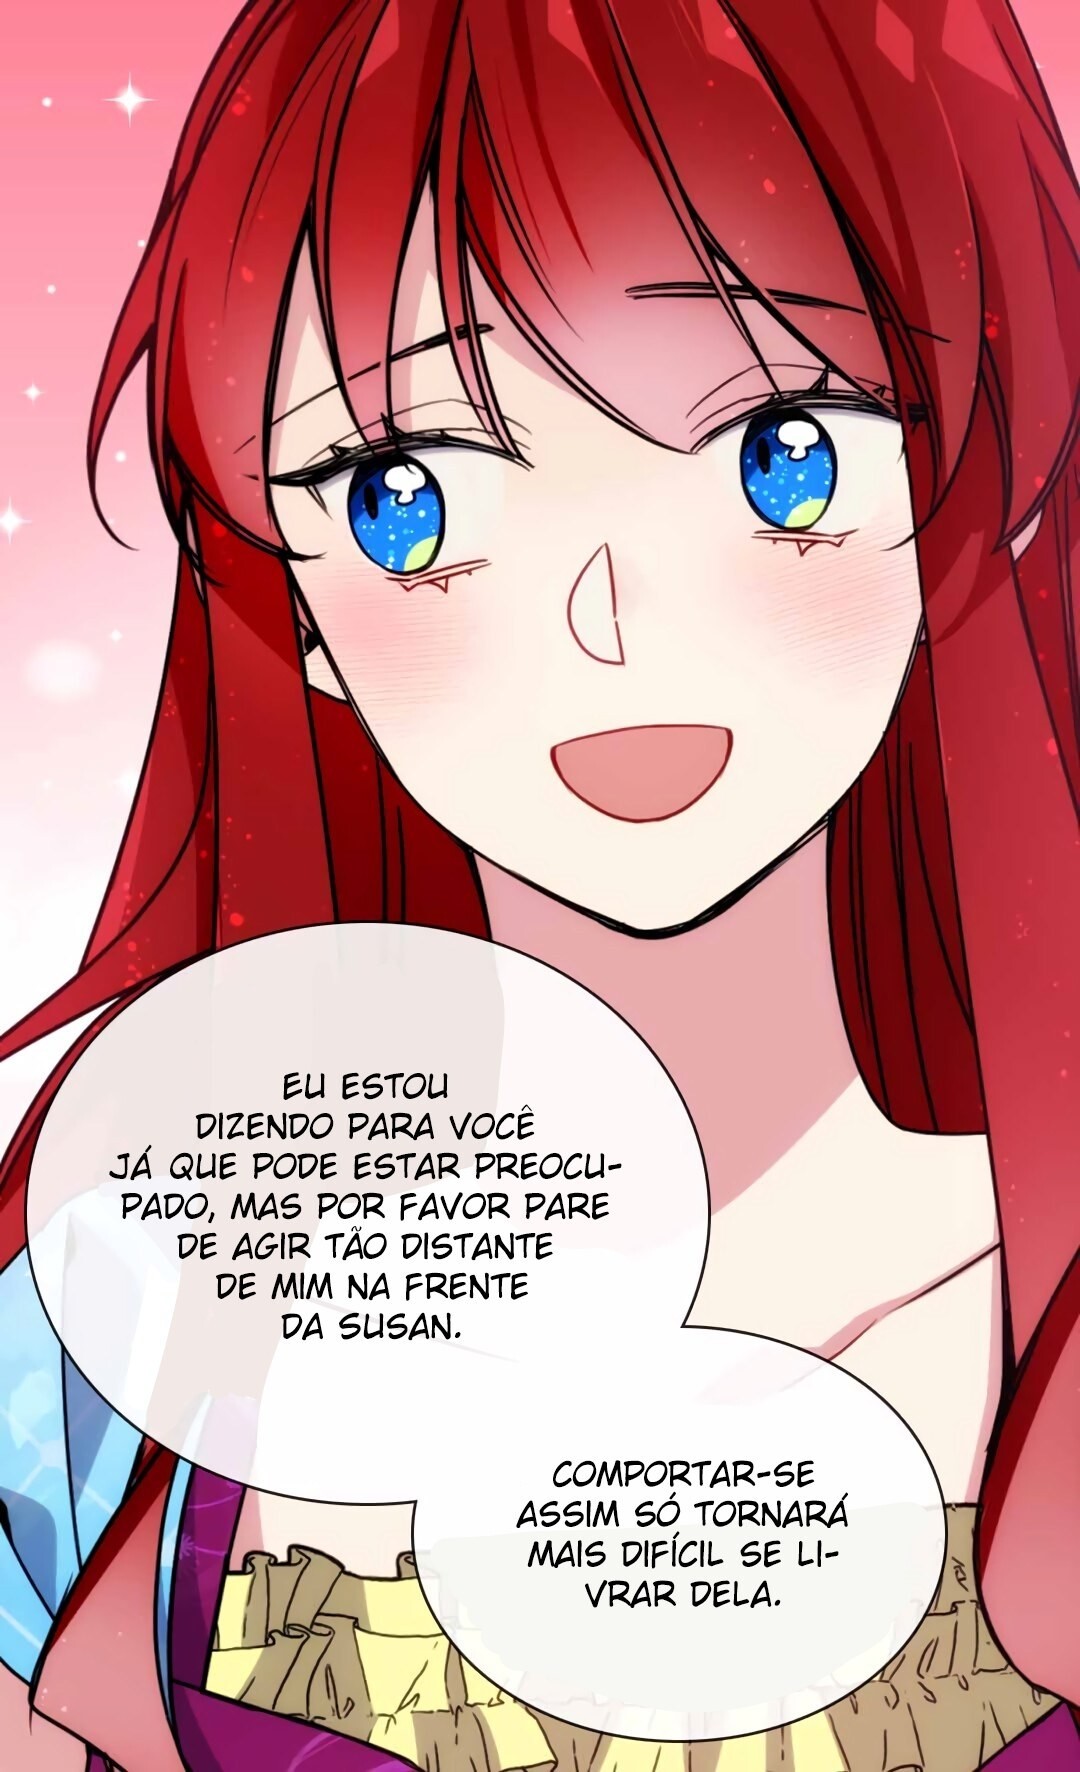 EU ESTOU
DIZENDO PARA VOCÊ
JÁ QUE PODE ESTAR PREOCU-
PADO, MAS POR FAVOR PARE
DE AGIR TÃO DISTANTE
DE MIM NA FRENTE
DA SUSAN.
COMPORTAR-SE
ASSIM SÓ TORNARÁ
MAIS DIFÍCIL SE LI-
VRAR DELA.